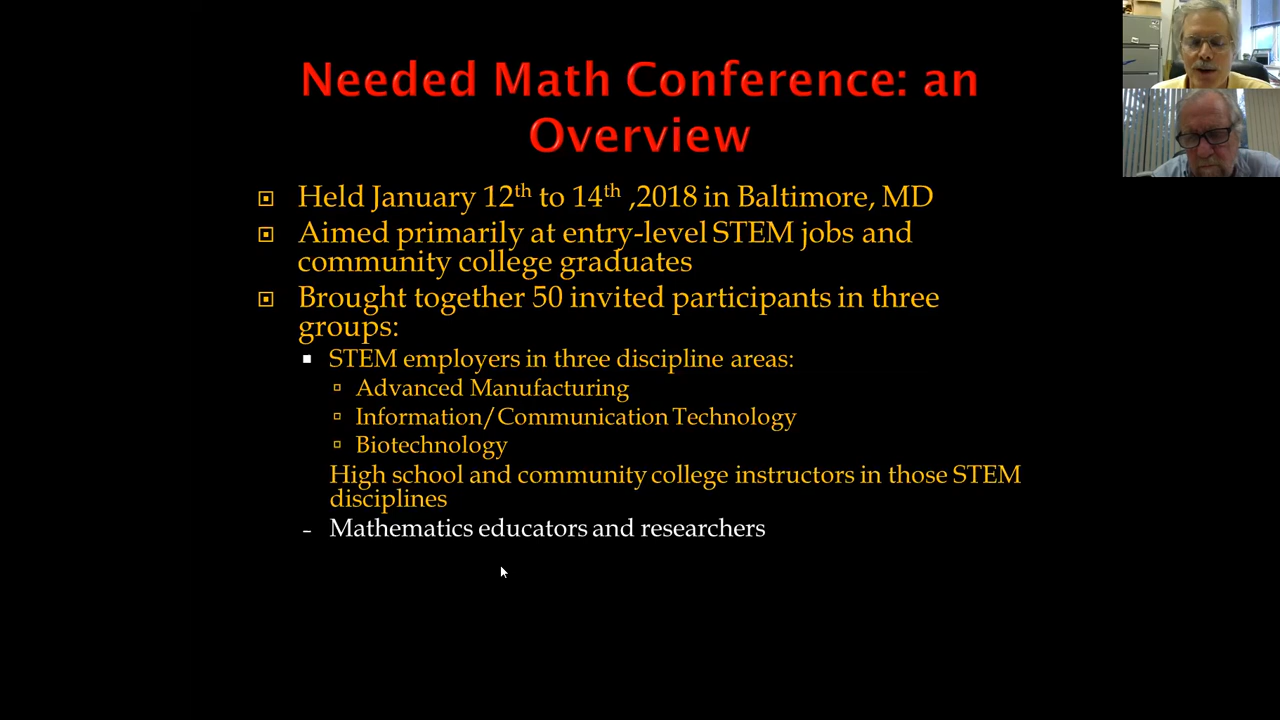 Needed Math Conference: an
Overview
Held January 12th to 14th ,2018 in Baltimore, MD
Aimed primarily at entry-level STEM jobs and
community college graduates
Brought together 50 invited participants in three
groups:
STEM employers in three discipline areas:
Advanced Manufacturing
Information/Communication Technology
Biotechnology
High school and community college instructors in those STEM
disciplines
- Mathematics educators and researchers